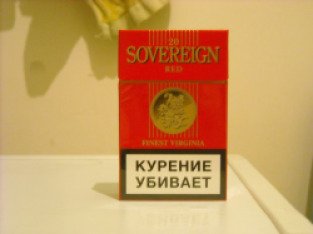 20
SOVEREIGN
RED
FINEST VIRGINIA
КУРЕНИЕ
УБИВАЕТ